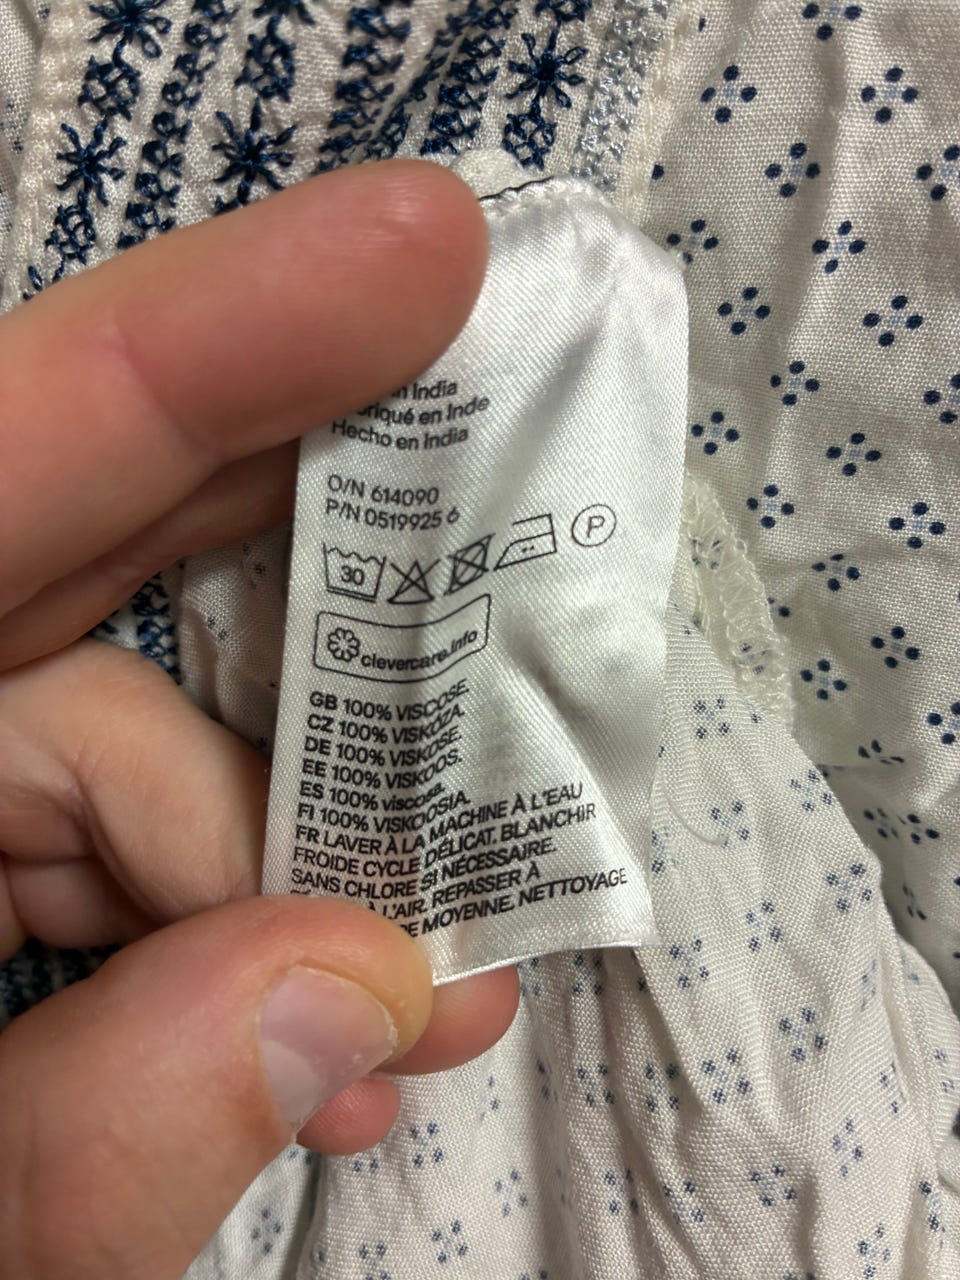 in India
riqué en Inde
Hecho en India
O/N 614090
P/N 0519925 6
30 P
clevercare.info
GB 100% VISCOSE.
CZ 100% VISKÓZA.
DE 100% VISKOSE.
EE 100% VISKOOS.
ES 100% viscosa.
FI 100% VISKOOSIA.
FR LAVER À LA MACHINE À L'EAU
FROIDE CYCLE DÉLICAT. BLANCHIR
SANS CHLORE SI NÉCESSAIRE.
À L'AIR. REPASSER À
DE MOYENNE. NETTOYAGE